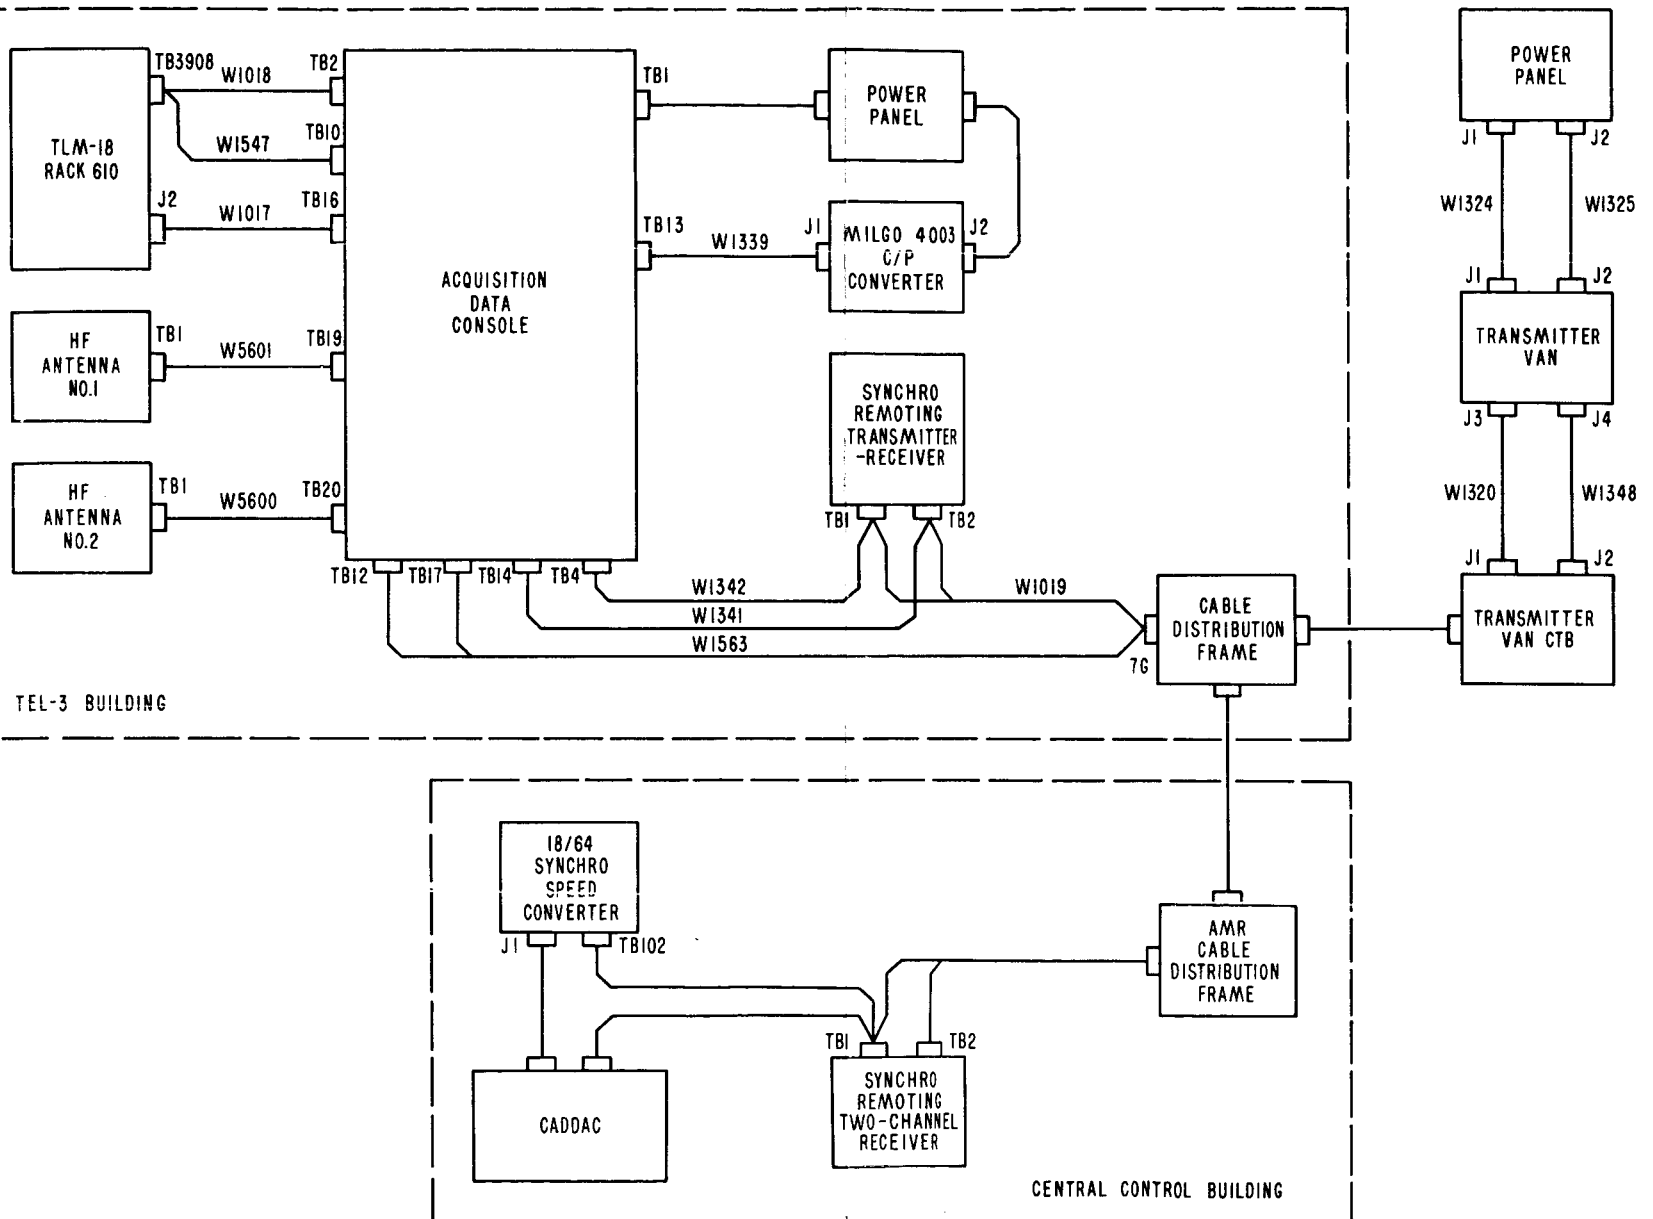 TB3908
W1018
TB2
TB10
W1547
TLM-18
RACK 610
J2
W1017
TB16
HF
ANTENNA
NO.1
TB1
W5601
TB19
HF
ANTENNA
NO.2
TB1
W5600
TB20
ACQUISITION
DATA
CONSOLE
TB1
POWER
PANEL
TB13
W1339
J1
MILGO 4003
C/P
CONVERTER
J2
SYNCHRO
REMOTING
TRANSMITTER
-RECEIVER
TB1
TB2
TB12
TB17
TB14
TB4
W1342
W1341
W1563
W1019
7G
CABLE
DISTRIBUTION
FRAME
TEL-3 BUILDING
POWER
PANEL
J1
J2
W1324
W1325
J1
J2
TRANSMITTER
VAN
J3
J4
W1320
W1348
J1
J2
TRANSMITTER
VAN CTB
18/64
SYNCHRO
SPEED
CONVERTER
J1
TB102
CADDAC
TB1
TB2
SYNCHRO
REMOTING
TWO-CHANNEL
RECEIVER
AMR
CABLE
DISTRIBUTION
FRAME
CENTRAL CONTROL BUILDING